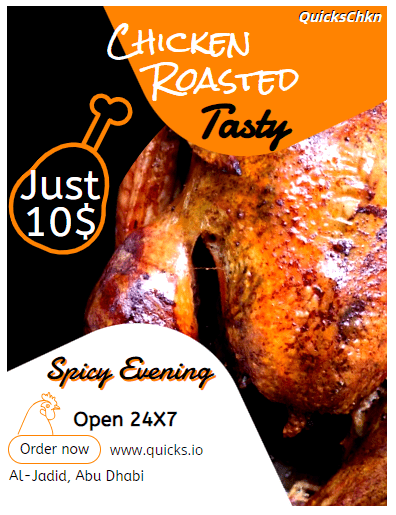 QuicksChkn
Chicken
Roasted
Tasty
Just
10$
Spicy Evening
Open 24X7
Order now
www.quicks.io
Al-Jadid, Abu Dhabi